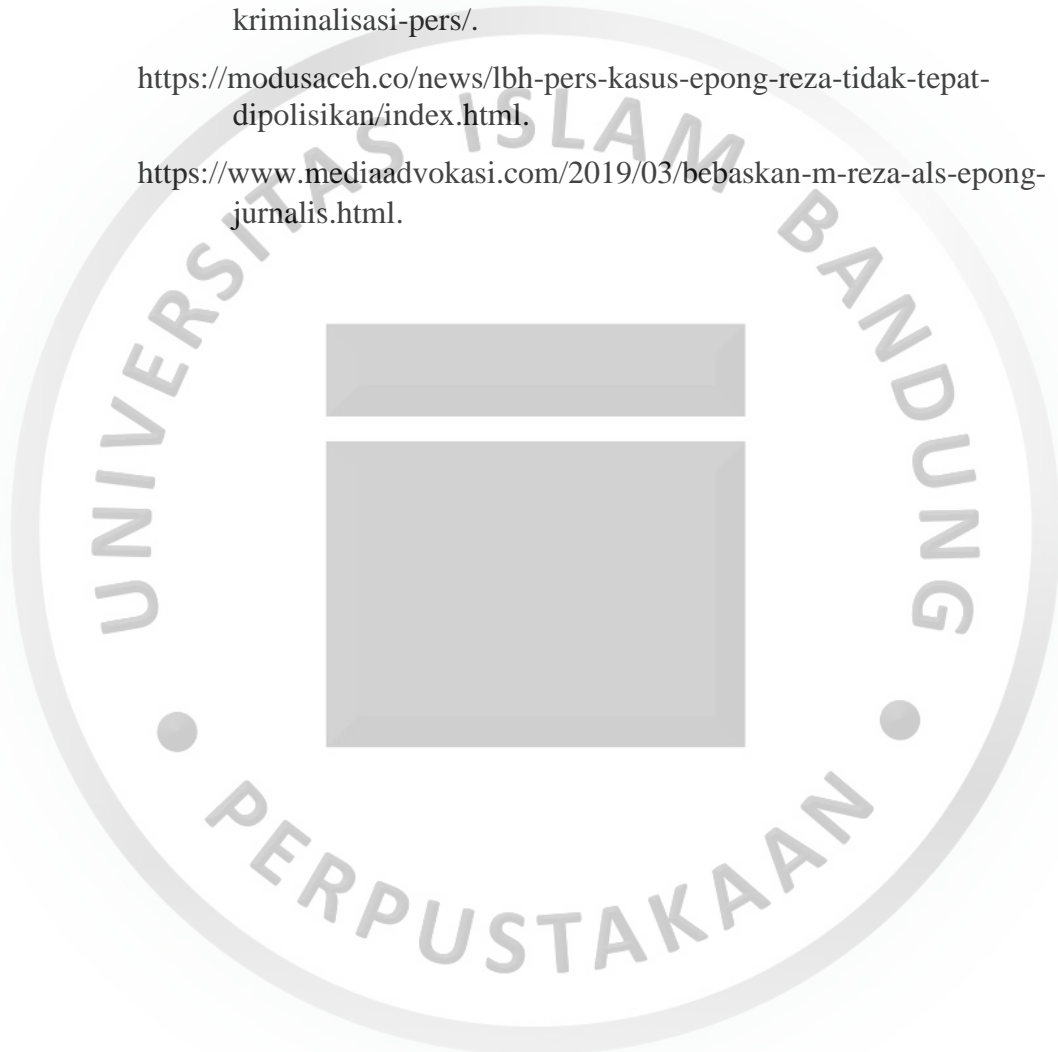 kriminalisasi-pers/.
https://modusaceh.co/news/lbh-pers-kasus-epong-reza-tidak-tepat-
dipolisikan/index.html.
https://www.mediaadvokasi.com/2019/03/bebaskan-m-reza-als-epong-
jurnalis.html.
UNIVERSITAS ISLAM BANDUNG
PERPUSTAKAAN